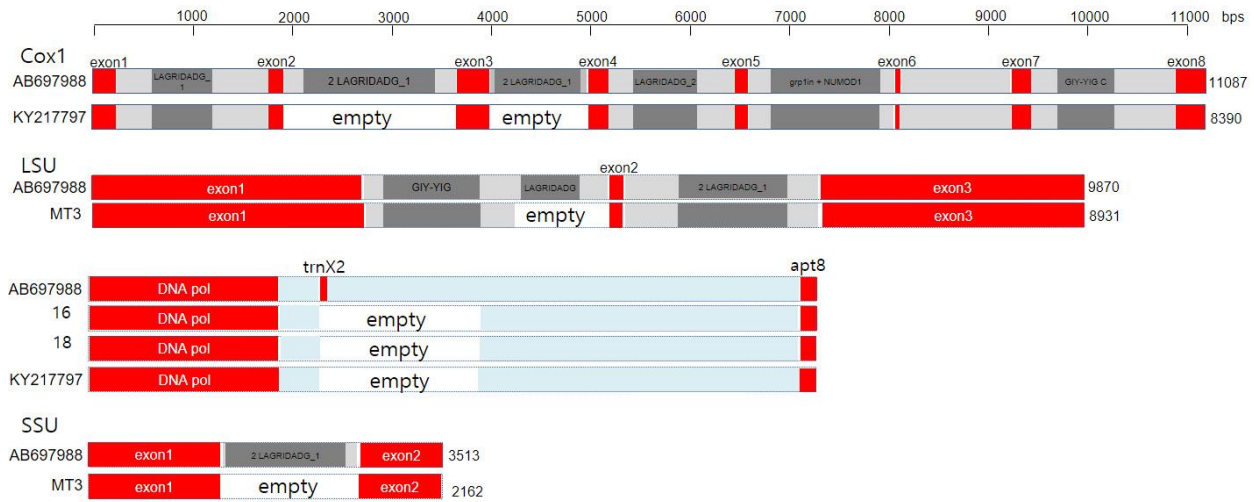 1000 2000 3000 4000 5000 6000 7000 8000 9000 10000 11000 bps
Cox1
exon1 exon2 exon3 exon4 exon5 exon6 exon7 exon8
AB697988 LAGRIDADG_1 2 LAGRIDADG_1 2 LAGRIDADG_1 LAGRIDADG_2 grp1in + NUMOD1 GIY-YIG C 11087
KY217797 empty empty 8390
LSU
exon2
AB697988 exon1 GIY-YIG LAGRIDADG 2 LAGRIDADG_1 exon3 9870
MT3 exon1 empty exon3 8931
trnX2 apt8
AB697988 DNA pol
16 DNA pol empty
18 DNA pol empty
KY217797 DNA pol empty
SSU
AB697988 exon1 2 LAGRIDADG_1 exon2 3513
MT3 exon1 empty exon2 2162